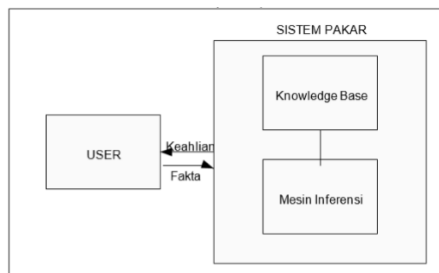 SISTEM PAKAR
Knowledge Base
USER
Keahlian
Fakta
Mesin Inferensi